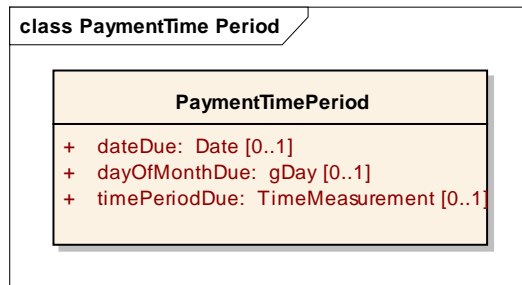 class PaymentTime Period
PaymentTimePeriod
+ dateDue: Date [0..1]
+ dayOfMonthDue: gDay [0..1]
+ timePeriodDue: TimeMeasurement [0..1]